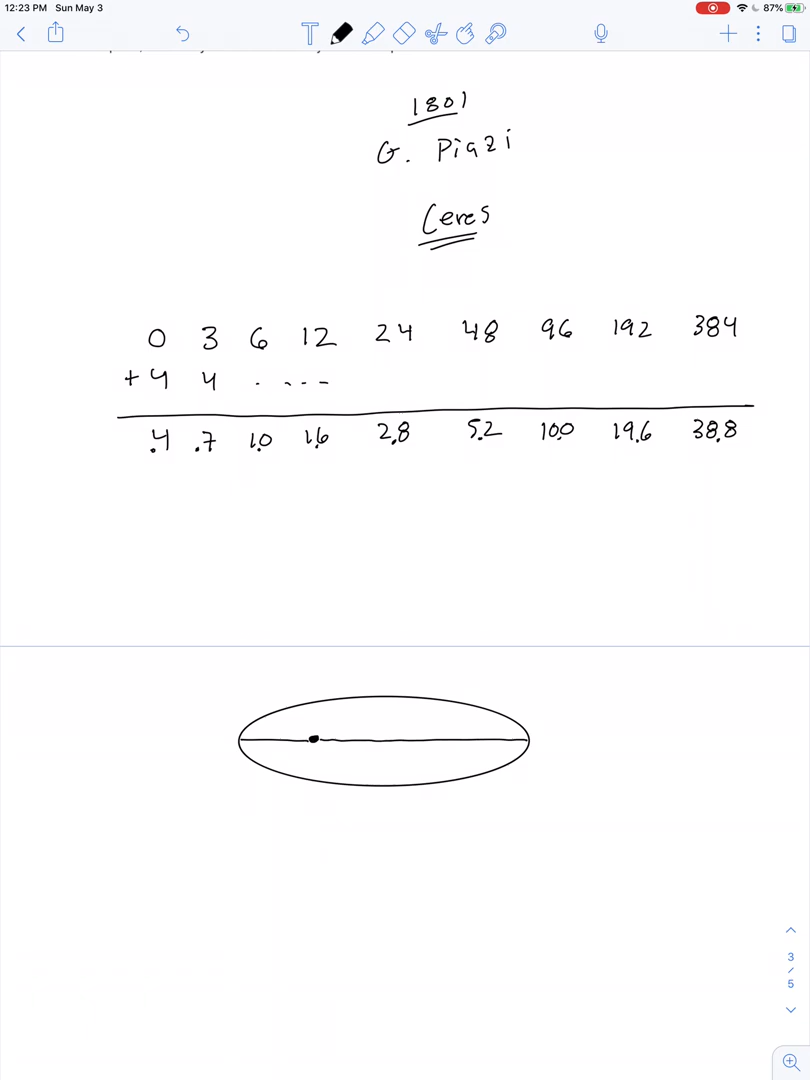 12:23 PM Sun May 3 87%
1801
G. Piazi
Ceres
0 3 6 12 24 48 96 192 384
+ 4 4 . . . . –
.4 .7 1.0 1.6 2.8 5.2 10.0 19.6 38.8
3
/
5